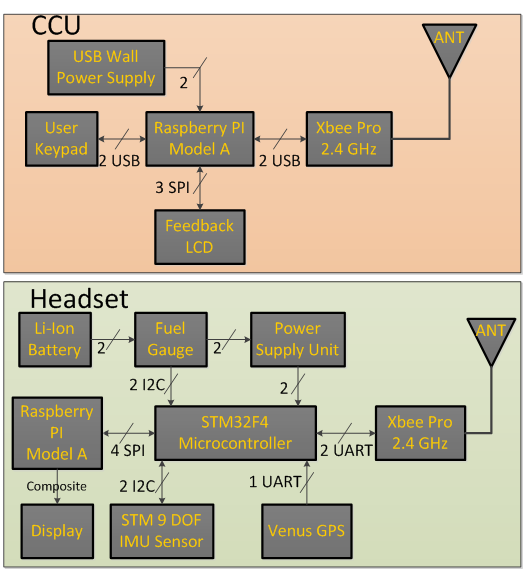 CCU
USB Wall
Power Supply
ANT
2
User
Keypad
2 USB
Raspberry PI
Model A
2 USB
Xbee Pro
2.4 GHz
3 SPI
Feedback
LCD
Headset
Li-Ion
Battery
2
Fuel
Gauge
2
Power
Supply Unit
ANT
2 I2C
2
Raspberry
PI
Model A
4 SPI
STM32F4
Microcontroller
2 UART
Xbee Pro
2.4 GHz
Composite
2 I2C
1 UART
Display
STM 9 DOF
IMU Sensor
Venus GPS